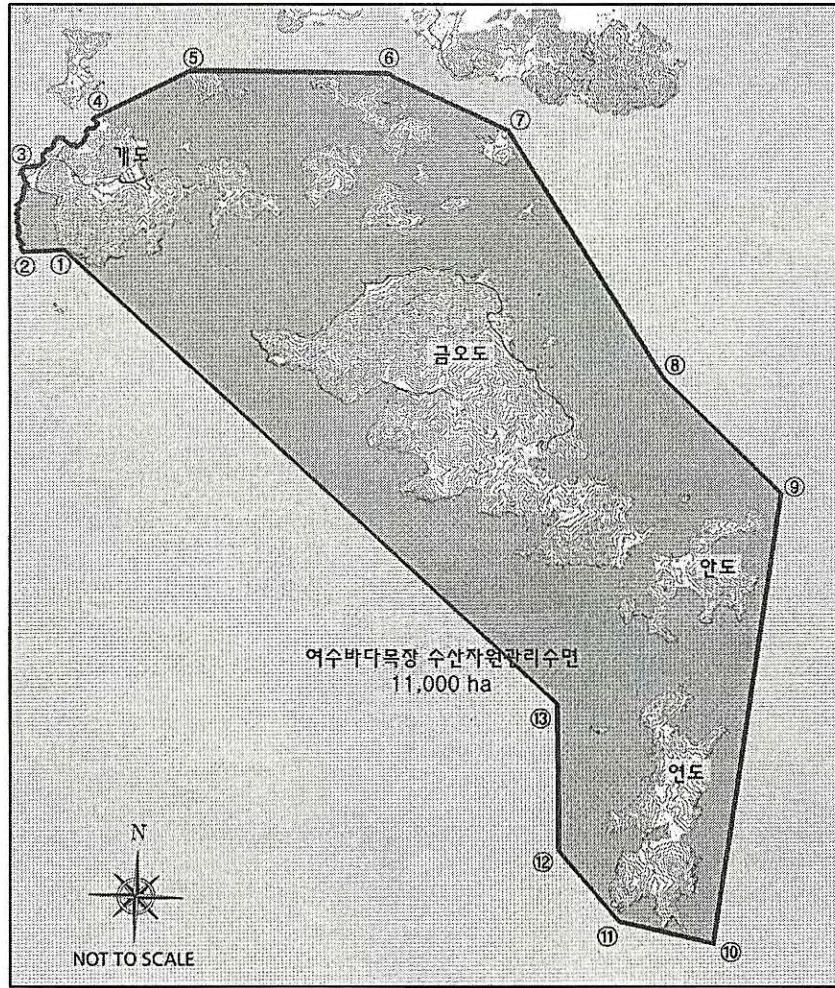 ⑤
⑥
④
⑦
③
개도
②
①
금오도
⑧
⑨
안도
여수바다목장 수산자원관리수면
11,000 ha
⑬
연도
N
⑫
⑪
⑩
NOT TO SCALE